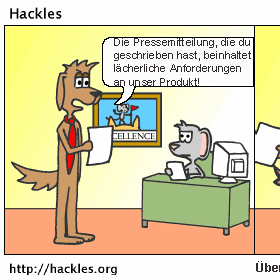 Hackles
Die Pressemitteilung, die du
geschrieben hast, beinhaltet
lächerliche Anforderungen
an unser Produkt!
CELLENCE
http://hackles.org
Über